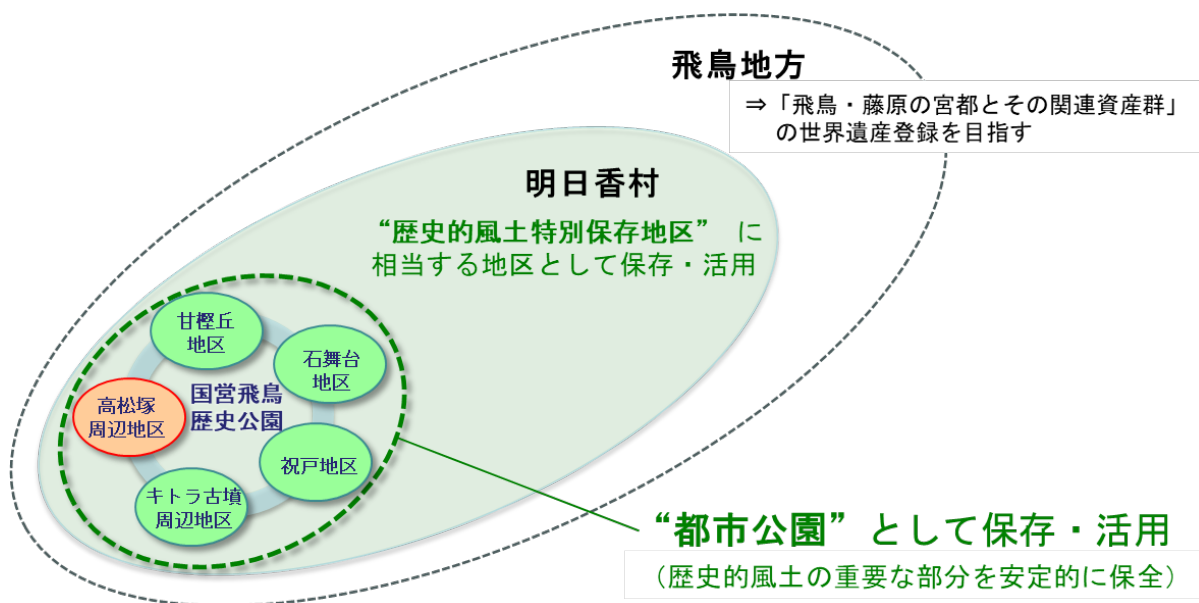 飛鳥地方
⇒「飛鳥・藤原の宮都とその関連資産群」
の世界遺産登録を目指す
明日香村
“歴史的風土特別保存地区” に
相当する地区として保存・活用
甘樫丘
地区
石舞台
地区
国営飛鳥
歴史公園
高松塚
周辺地区
祝戸地区
キトラ古墳
周辺地区
“都市公園” として保存・活用
（歴史的風土の重要な部分を安定的に保全）